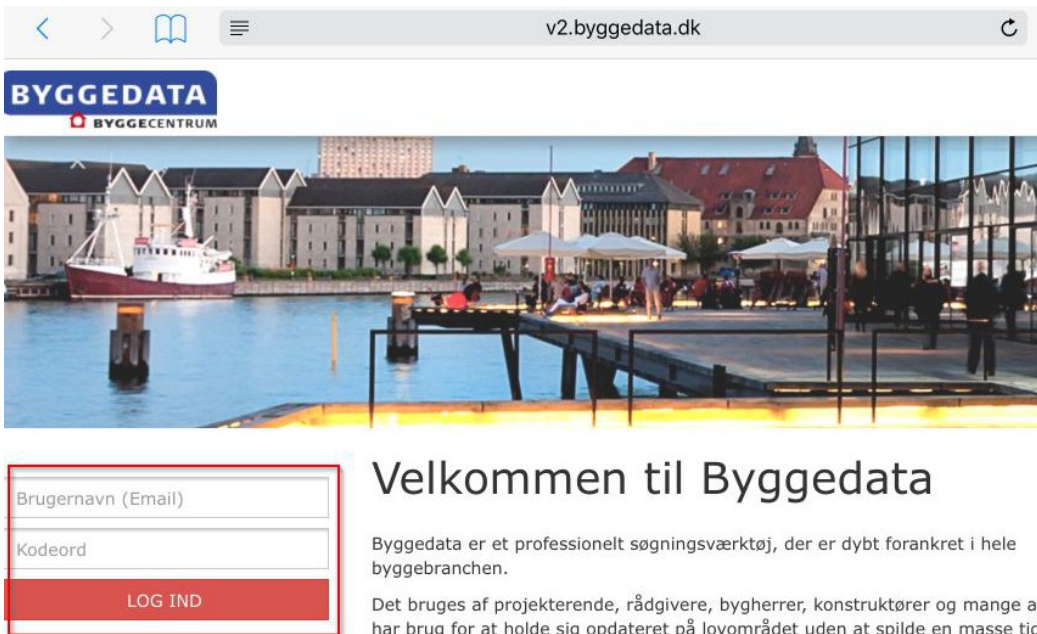 v2.byggedata.dk
BYGGEDATA
BYGGECENTRUM
Velkommen til Byggedata
Brugernavn (Email)
Kodeord
LOG IND
Byggedata er et professionelt søgningsværktøj, der er dybt forankret i hele
byggebranchen.
Det bruges af projekterende, rådgivere, bygherrer, konstruktører og mange a
har brug for at holde sig opdateret på lovområdet uden at spilde en masse tid